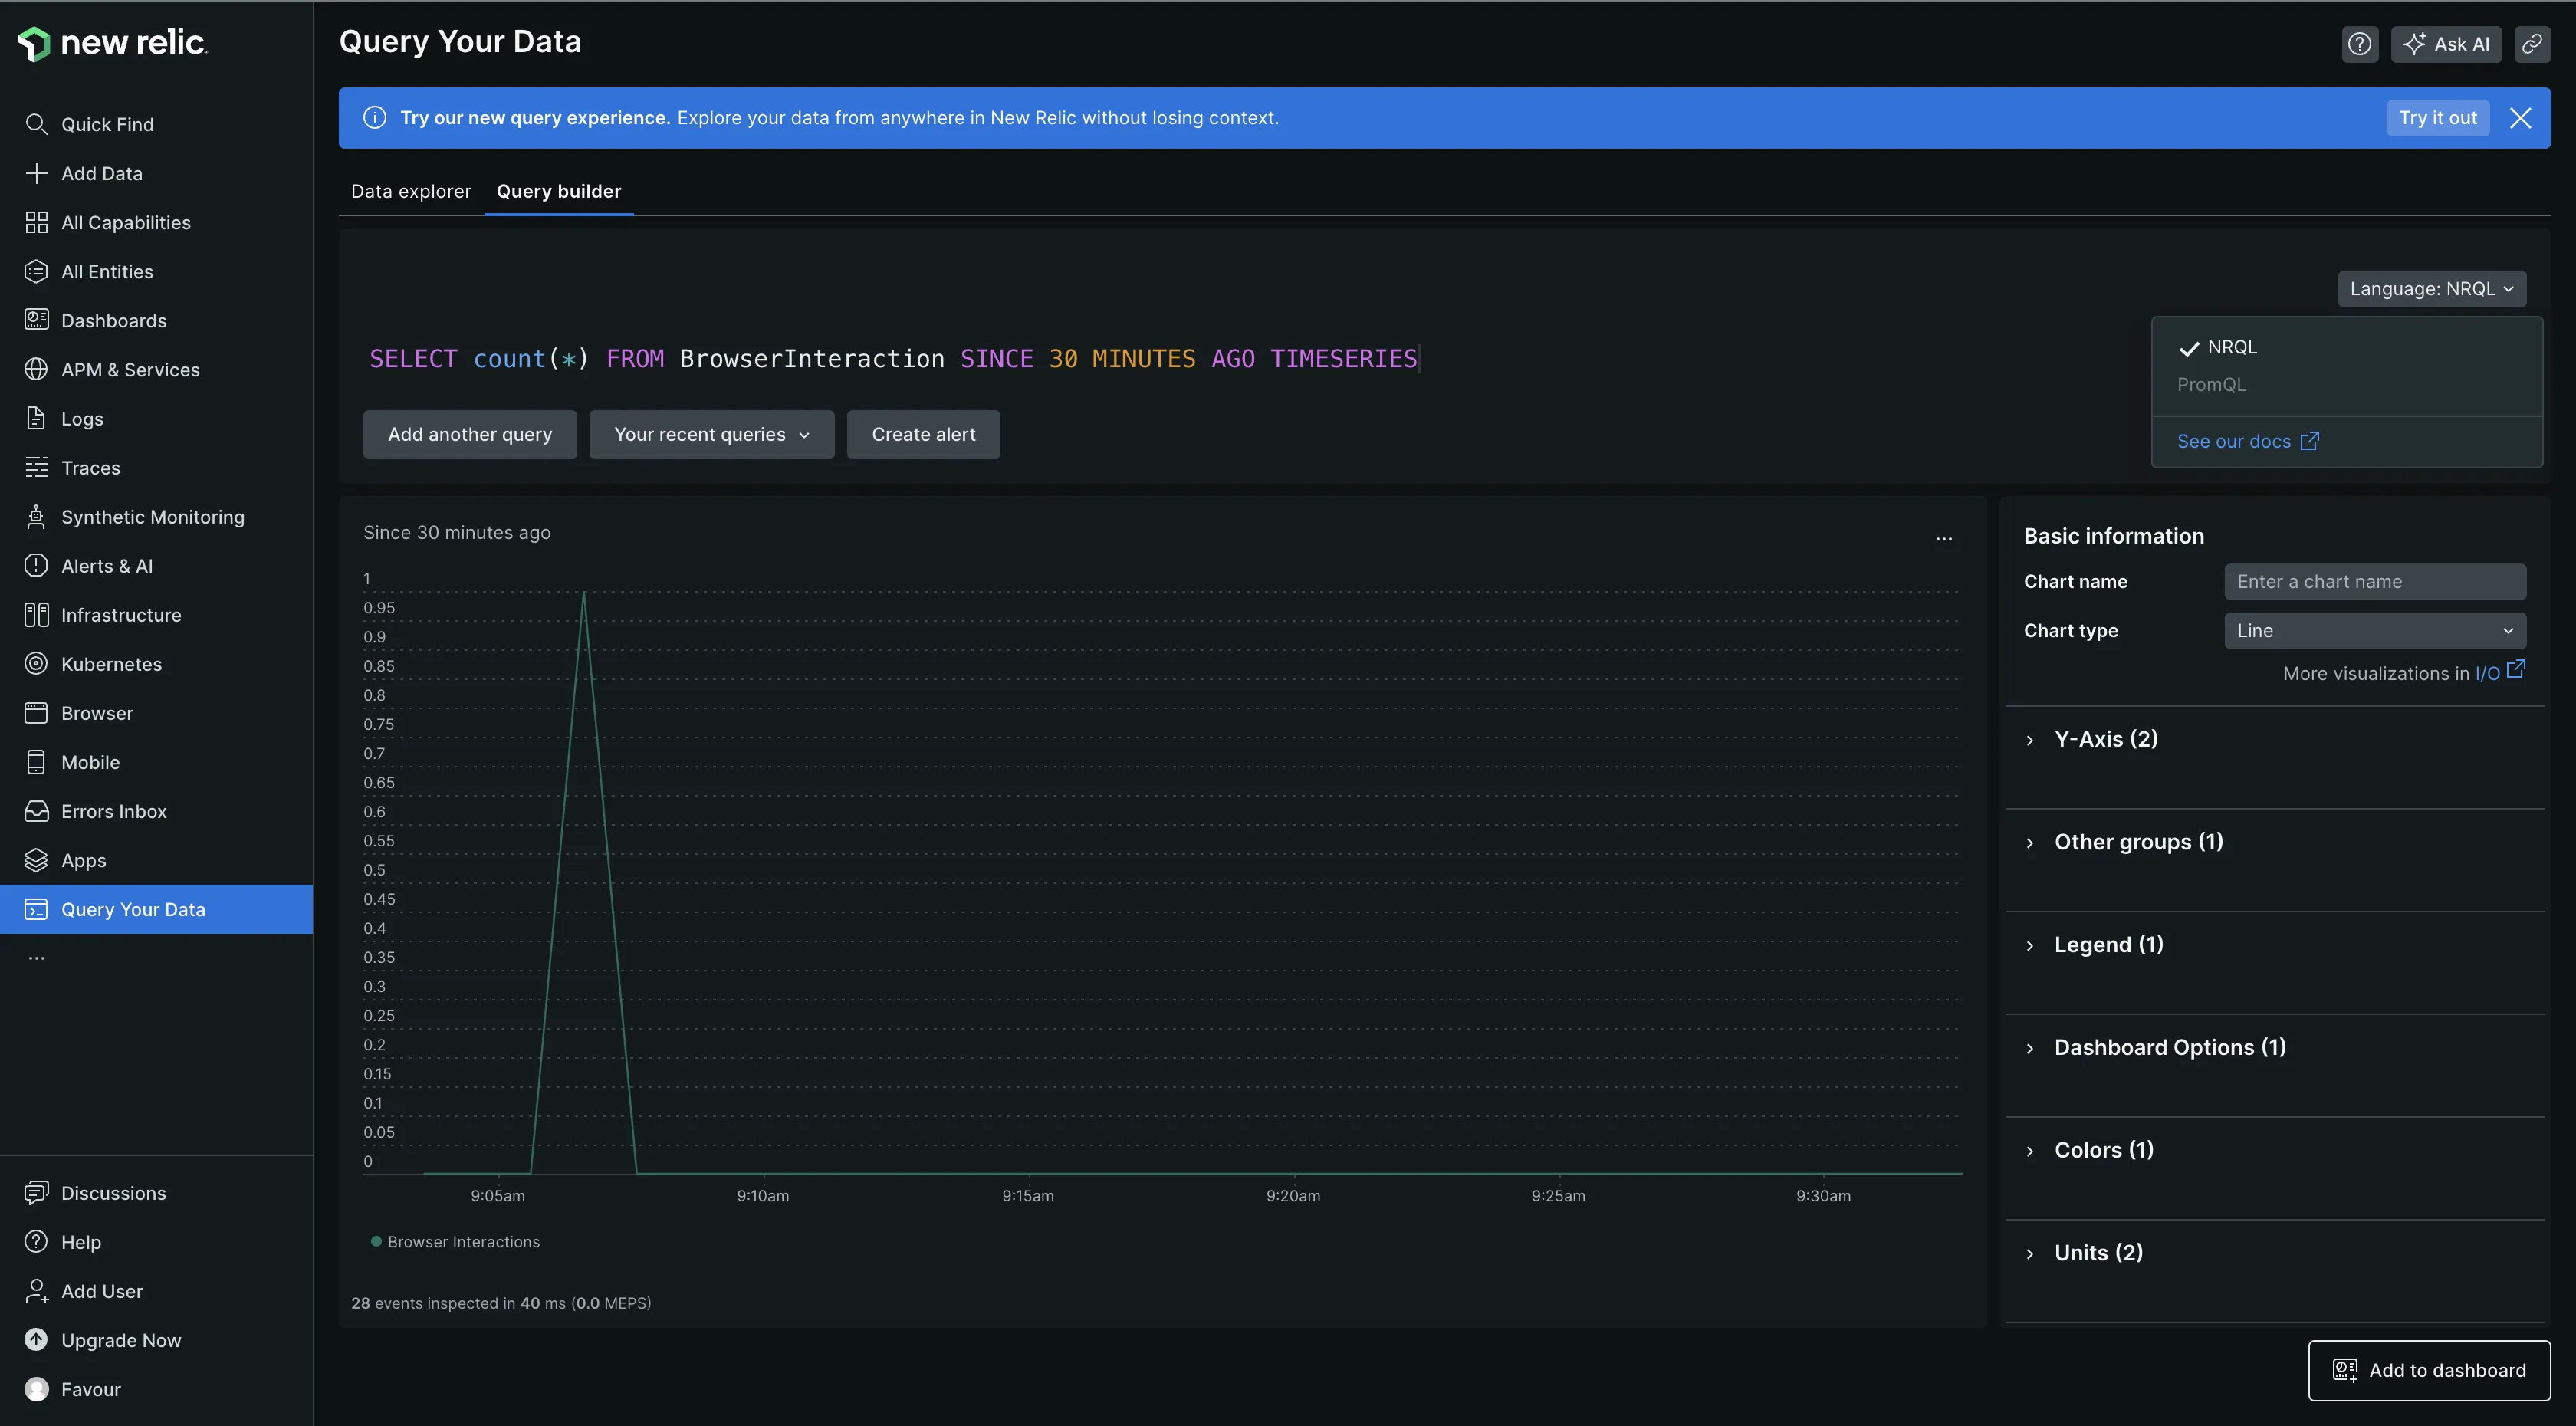 new relic.
Quick Find
Add Data
All Capabilities
All Entities
Dashboards
APM & Services
Logs
Traces
Synthetic Monitoring
Alerts & AI
Infrastructure
Kubernetes
Browser
Mobile
Errors Inbox
Apps
Query Your Data
...
Discussions
Help
Add User
Upgrade Now
Favour
Query Your Data
Ask AI
Try our new query experience. Explore your data from anywhere in New Relic without losing context.
Try it out
Data explorer
Query builder
Language: NRQL
NRQL
PromQL
See our docs
SELECT count(*) FROM BrowserInteraction SINCE 30 MINUTES AGO TIMESERIES
Add another query
Your recent queries
Create alert
Since 30 minutes ago
...
1
0.95
0.9
0.85
0.8
0.75
0.7
0.65
0.6
0.55
0.5
0.45
0.4
0.35
0.3
0.25
0.2
0.15
0.1
0.05
0
9:05am
9:10am
9:15am
9:20am
9:25am
9:30am
Browser Interactions
28 events inspected in 40 ms (0.0 MEPS)
Basic information
Chart name
Enter a chart name
Chart type
Line
More visualizations in I/O
Y-Axis (2)
Other groups (1)
Legend (1)
Dashboard Options (1)
Colors (1)
Units (2)
Add to dashboard